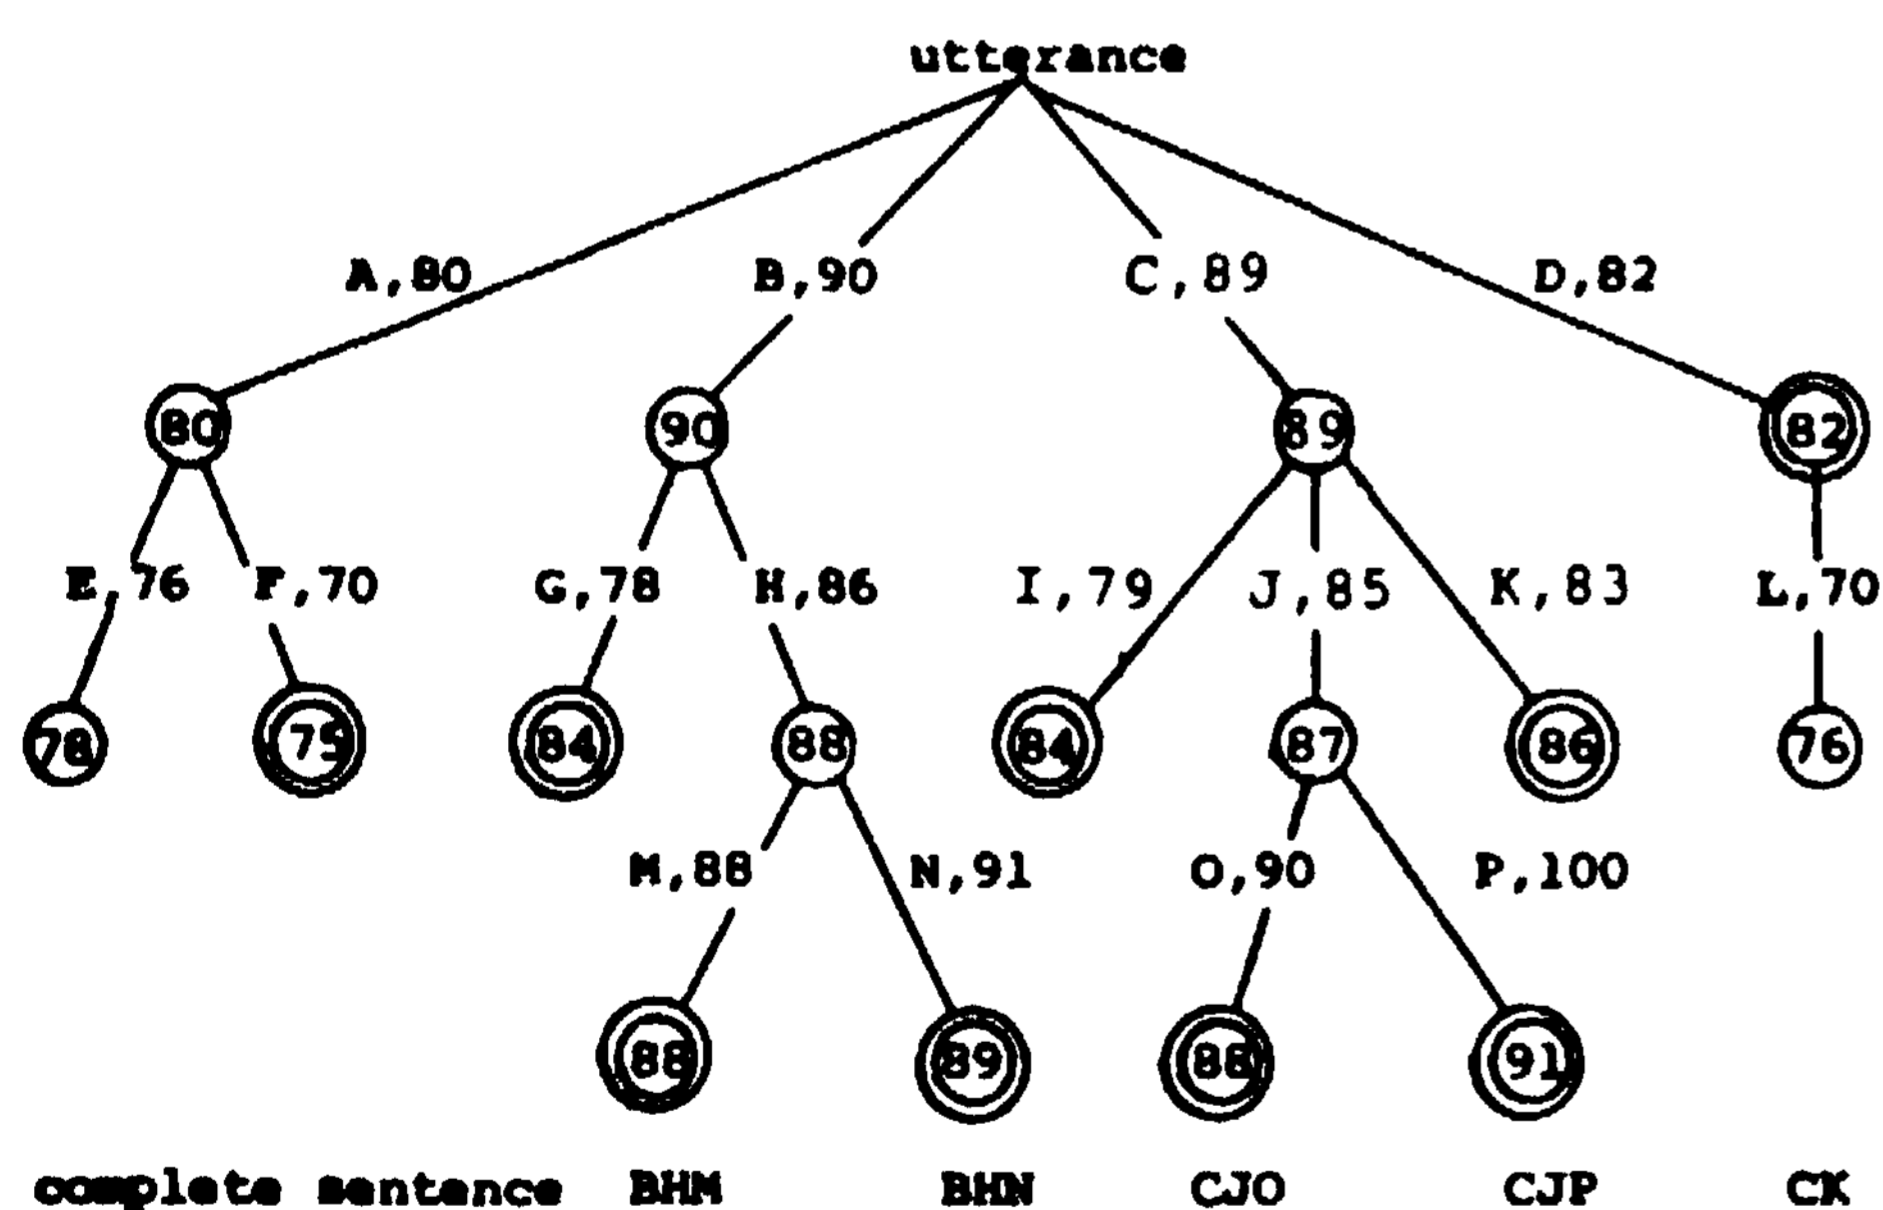 utterance
A,80 B,90 C,89 D,82
80 90 89 82
E,76 F,70 G,78 H,86 I,79 J,85 K,83 L,70
78 75 84 88 84 87 86 76
M,88 N,91 O,90 P,100
88 89 88 91
complete sentence BHM BHN CJO CJP CK